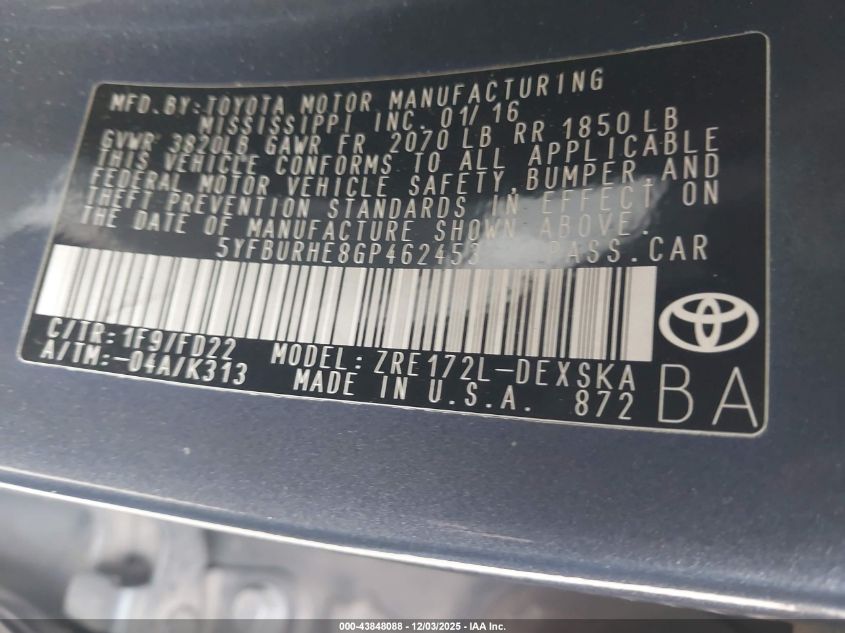 MFD. BY: TOYOTA MOTOR MANUFACTURING
MISSISSIPPI INC. 01/16
GVWR 3820LB GAWR FR 2070 LB RR 1850 LB
THIS VEHICLE CONFORMS TO ALL APPLICABLE
FEDERAL MOTOR VEHICLE SAFETY, BUMPER, AND
THEFT PREVENTION STANDARDS IN EFFECT ON
THE DATE OF MANUFACTURE SHOWN ABOVE.
5YFBURHE8GP462453 PASS. CAR
C/TR: 1F9/FD22 MODEL: ZRE172L-DEXSKA
A/TM: -04A/K313 MADE IN U.S.A. 872
BA
000-43848088 - 12/03/2025 - IAA Inc.